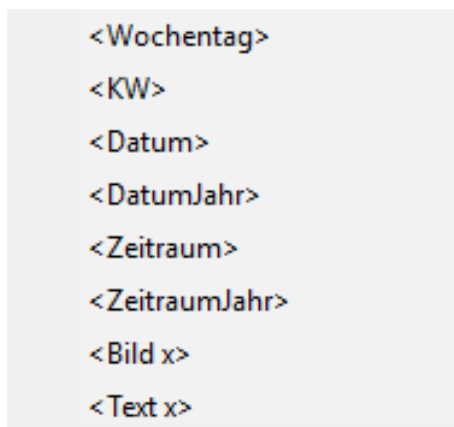 <Wochentag>
<KW>
<Datum>
<DatumJahr>
<Zeitraum>
<ZeitraumJahr>
<Bild x>
<Text x>